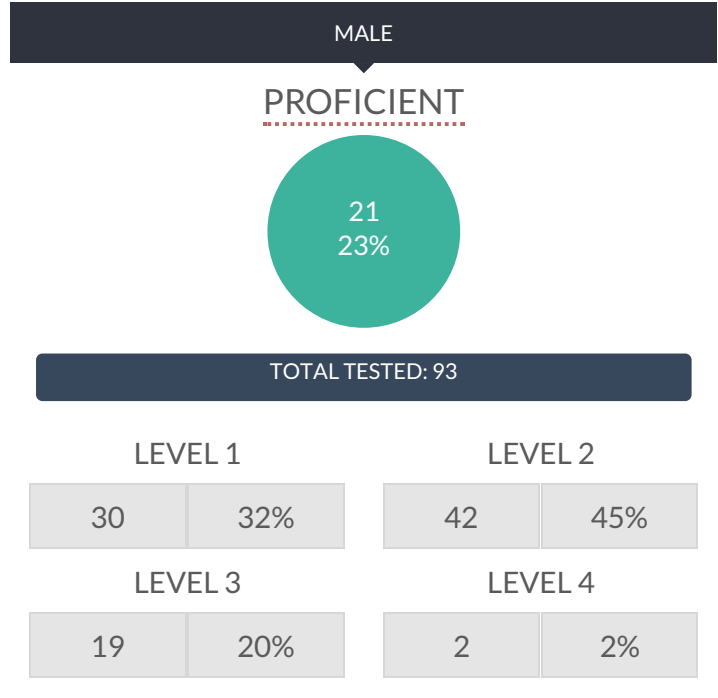 MALE
PROFICIENT
21
23%
TOTAL TESTED: 93
LEVEL 1
30 32%
LEVEL 2
42 45%
LEVEL 3
19 20%
LEVEL 4
2 2%